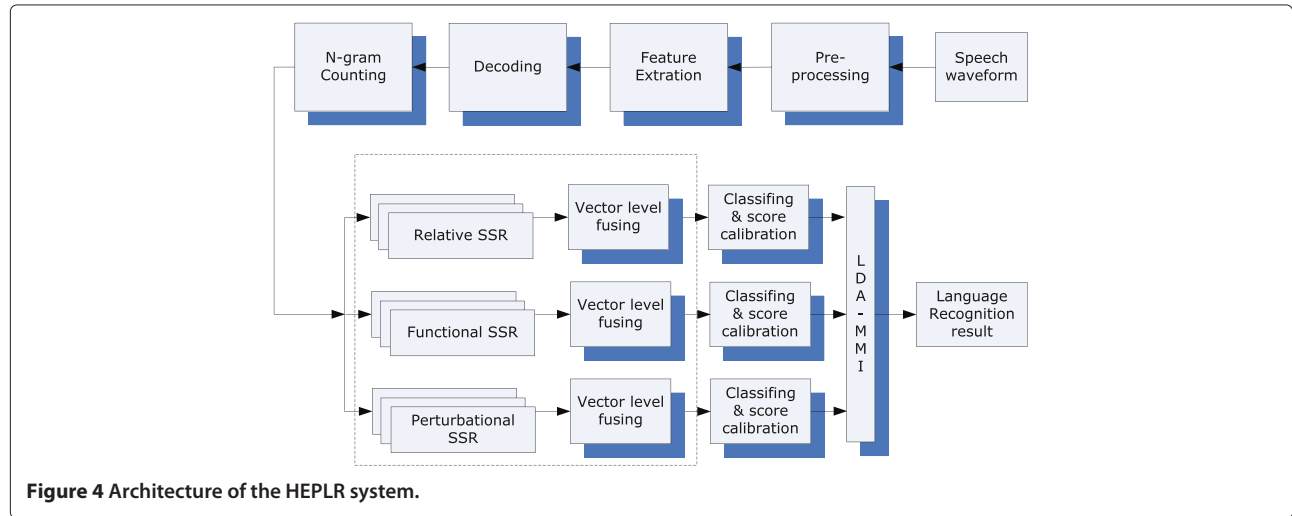 N-gram
Counting
Decoding
Feature
Extration
Pre-
processing
Speech
waveform
Relative SSR
Vector level
fusing
Classifing
& score
calibration
Functional SSR
Vector level
fusing
Classifing
& score
calibration
Perturbational
SSR
Vector level
fusing
Classifing
& score
calibration
L
D
A
-
M
M
I
Language
Recognition
result
Figure 4 Architecture of the HEPLR system.